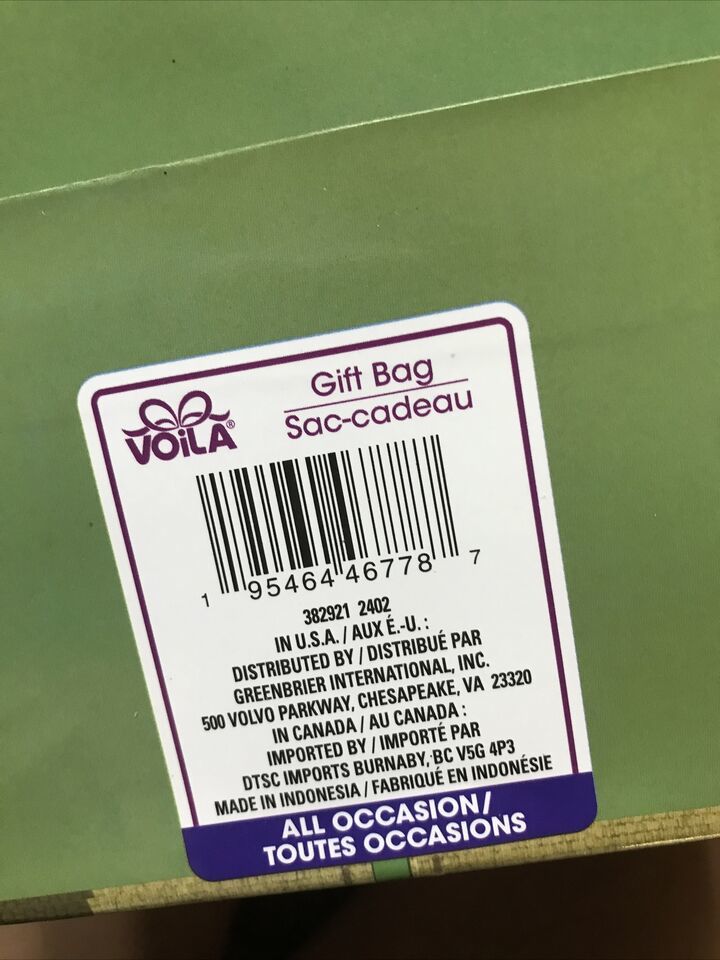 VOiLA®
Gift Bag
Sac-cadeau
1 95464 46778 7
382921 2402
IN U.S.A. / AUX É.-U. :
DISTRIBUTED BY / DISTRIBUÉ PAR
GREENBRIER INTERNATIONAL, INC.
500 VOLVO PARKWAY, CHESAPEAKE, VA 23320
IN CANADA / AU CANADA :
IMPORTED BY / IMPORTÉ PAR
DTSC IMPORTS BURNABY, BC V5G 4P3
MADE IN INDONESIA / FABRIQUÉ EN INDONÉSIE
ALL OCCASION/
TOUTES OCCASIONS